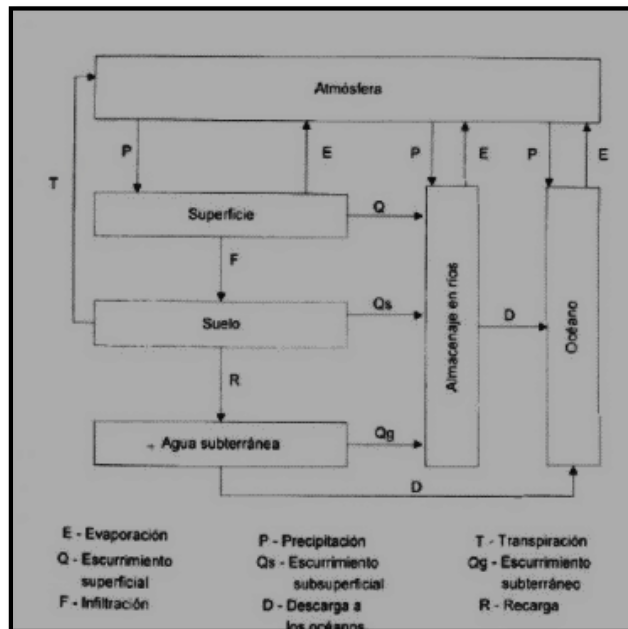 Atmósfera
P
E
P
E
P
E
T
Superficie
Q
F
Suelo
Qs
Almacenaje en ríos
D
Océano
R
Agua subterránea
Qg
D
E - Evaporación
P - Precipitación
T - Transpiración
Q - Escurrimiento
superficial
Qs - Escurrimiento
subsuperficial
Qg - Escurrimiento
subterráneo
F - Infiltración
D - Descarga a
los océanos
R - Recarga